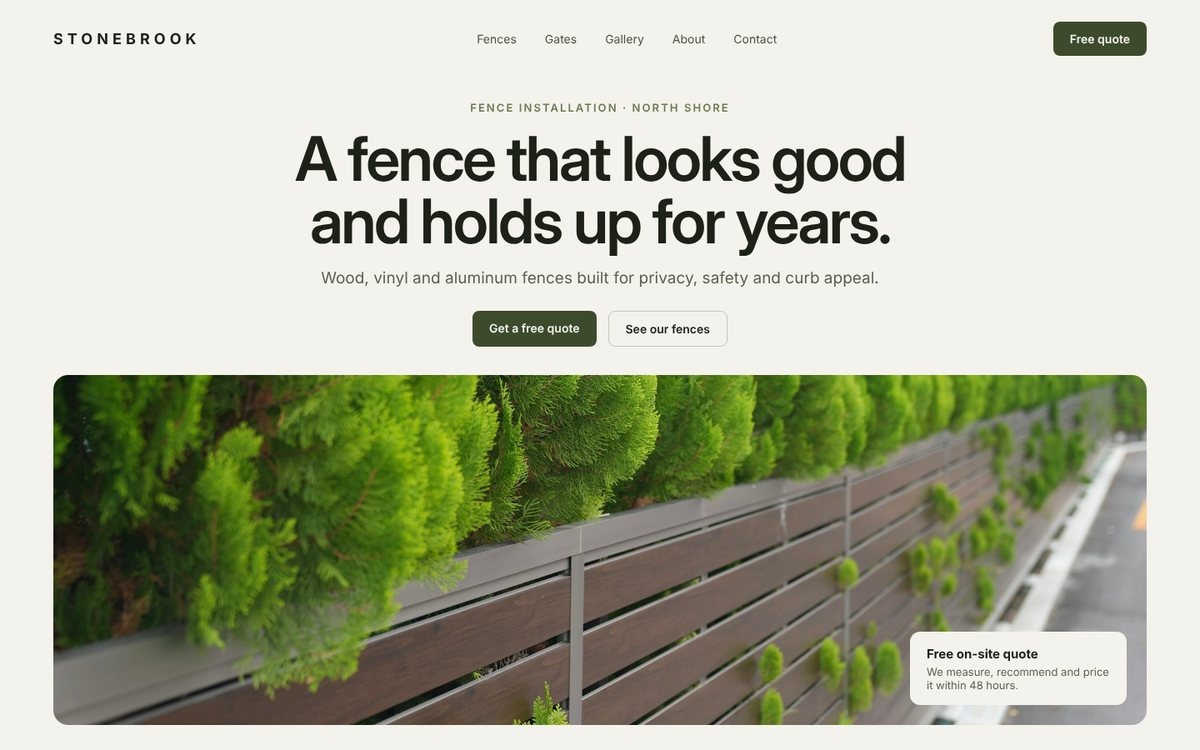 STONEBROOK
Fences
Gates
Gallery
About
Contact
Free quote
FENCE INSTALLATION · NORTH SHORE
A fence that looks good
and holds up for years.
Wood, vinyl and aluminum fences built for privacy, safety and curb appeal.
Get a free quote
See our fences
Free on-site quote
We measure, recommend and price
it within 48 hours.